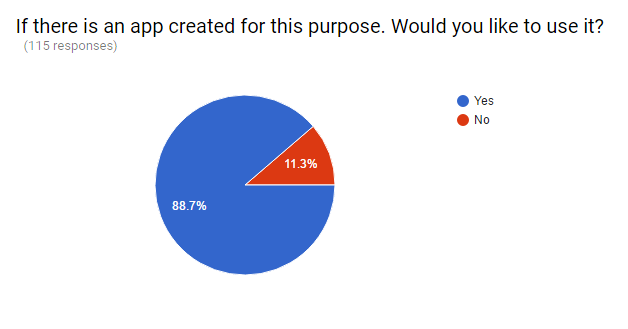 If there is an app created for this purpose. Would you like to use it?
(115 responses)
Yes
No
11.3%
88.7%